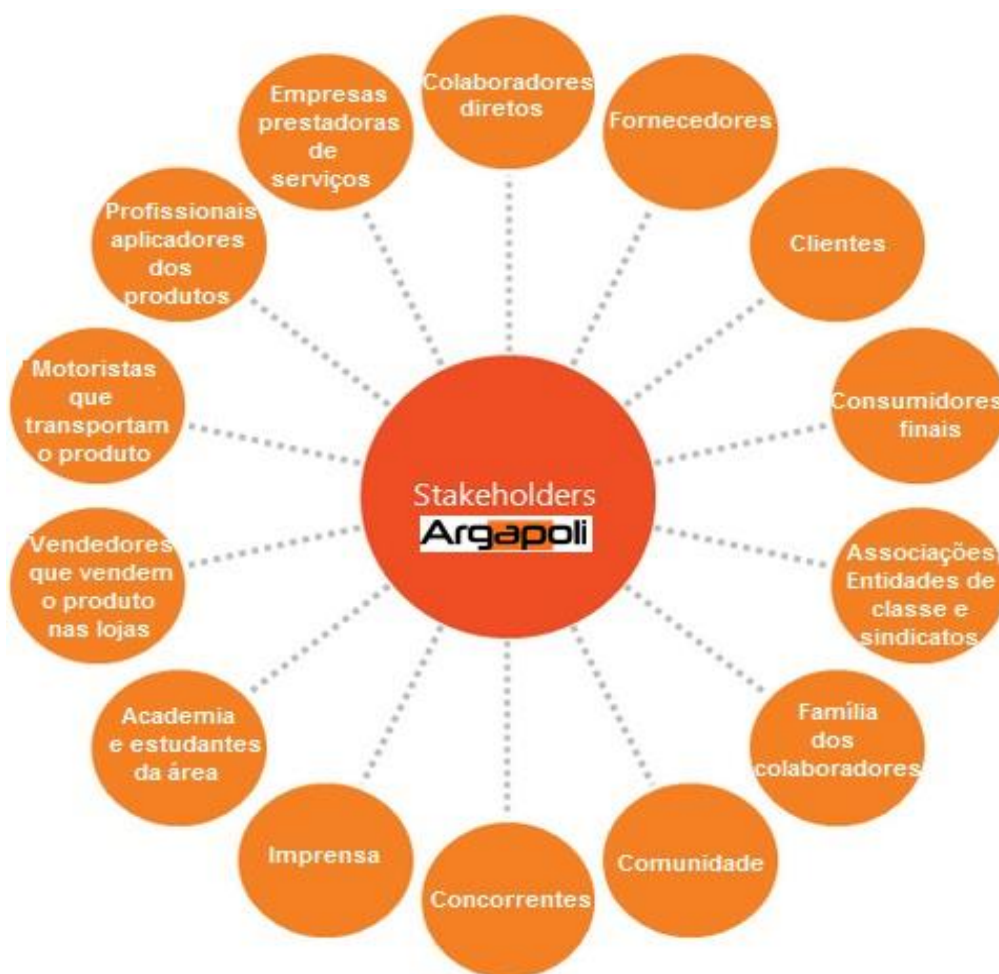 Stakeholders
Argapoli
Colaboradores
diretos
Fornecedores
Clientes
Consumidores
finais
Associações,
Entidades de
classe e
sindicatos
Família
dos
colaboradores
Comunidade
Concorrentes
Imprensa
Academia
e estudantes
da área
Vendedores
que vendem
o produto
nas lojas
Motoristas
que
transportam
o produto
Profissionais
aplicadores
dos
produtos
Empresas
prestadoras
de
serviços